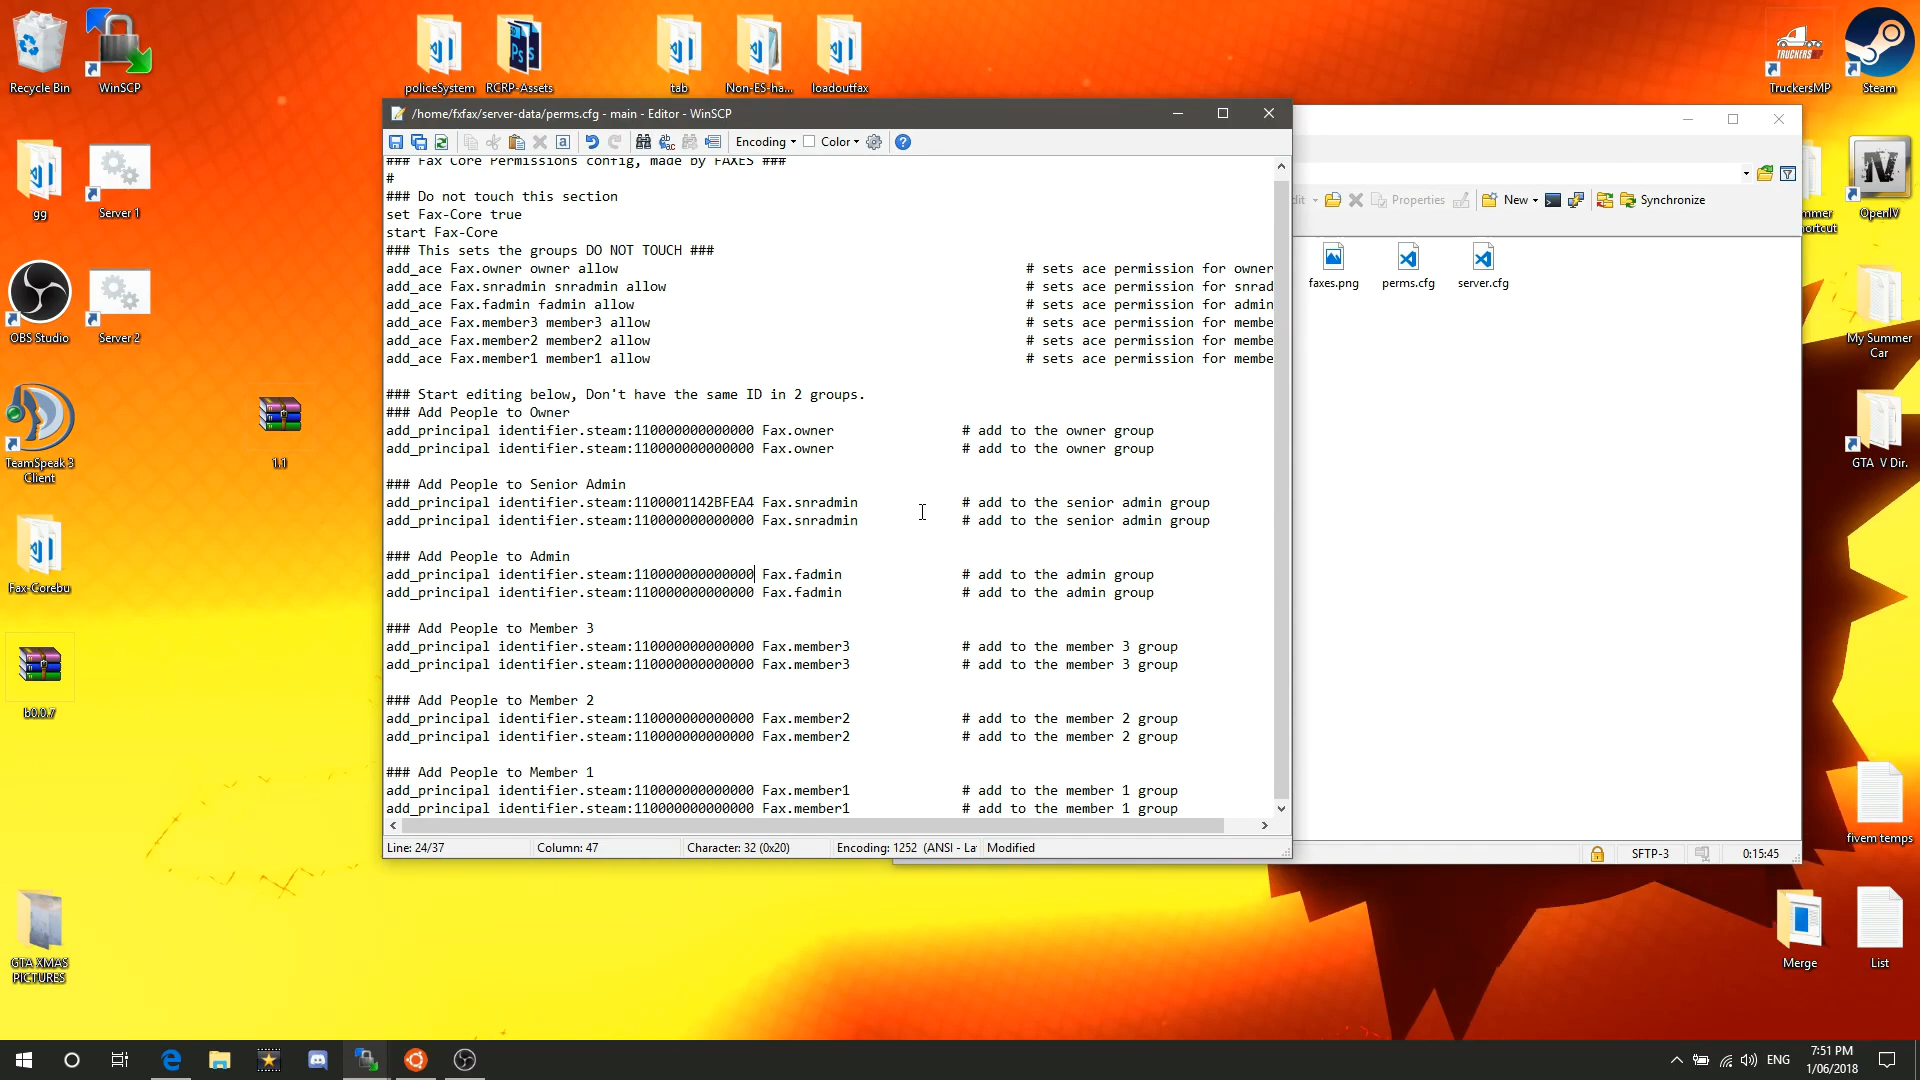 Recycle Bin
WinSCP
policeSystem
RCRP-Assets
tab
Non-ES-ha...
loadoutfax
TRUCKERSMP
TruckersMP
Steam
gg
Server 1
OBS Studio
Server 2
TeamSpeak 3
Client
1.1
Fax-Corebu
b0.0.7
GTA XMAS
PICTURES
/home/fxfax/server-data/perms.cfg - main - Editor - WinSCP
Encoding
Color
### Fax Core Permissions config, made by FAXES ###
#
### Do not touch this section
set Fax-Core true
start Fax-Core
### This sets the groups DO NOT TOUCH ###
add_ace Fax.owner owner allow # sets ace permission for owner
add_ace Fax.snradmin snradmin allow # sets ace permission for snrad
add_ace Fax.fadmin fadmin allow # sets ace permission for admin
add_ace Fax.member3 member3 allow # sets ace permission for membe
add_ace Fax.member2 member2 allow # sets ace permission for membe
add_ace Fax.member1 member1 allow # sets ace permission for membe
### Start editing below, Don't have the same ID in 2 groups.
### Add People to Owner
add_principal identifier.steam:110000000000000 Fax.owner # add to the owner group
add_principal identifier.steam:110000000000000 Fax.owner # add to the owner group
### Add People to Senior Admin
add_principal identifier.steam:1100001142BFEA4 Fax.snradmin # add to the senior admin group
add_principal identifier.steam:110000000000000 Fax.snradmin # add to the senior admin group
### Add People to Admin
add_principal identifier.steam:110000000000000 Fax.fadmin # add to the admin group
add_principal identifier.steam:110000000000000 Fax.fadmin # add to the admin group
### Add People to Member 3
add_principal identifier.steam:110000000000000 Fax.member3 # add to the member 3 group
add_principal identifier.steam:110000000000000 Fax.member3 # add to the member 3 group
### Add People to Member 2
add_principal identifier.steam:110000000000000 Fax.member2 # add to the member 2 group
add_principal identifier.steam:110000000000000 Fax.member2 # add to the member 2 group
### Add People to Member 1
add_principal identifier.steam:110000000000000 Fax.member1 # add to the member 1 group
add_principal identifier.steam:110000000000000 Fax.member1 # add to the member 1 group
Line: 24/37 Column: 47 Character: 32 (0x20) Encoding: 1252 (ANSI - La Modified
dit Properties New Synchronize
faxes.png
perms.cfg
server.cfg
SFTP-3 0:15:45
mmer
ortcut
OpenIV
My Summer
Car
GTA V Dir.
fivem temps
Merge
List
ENG
7:51 PM
1/06/2018